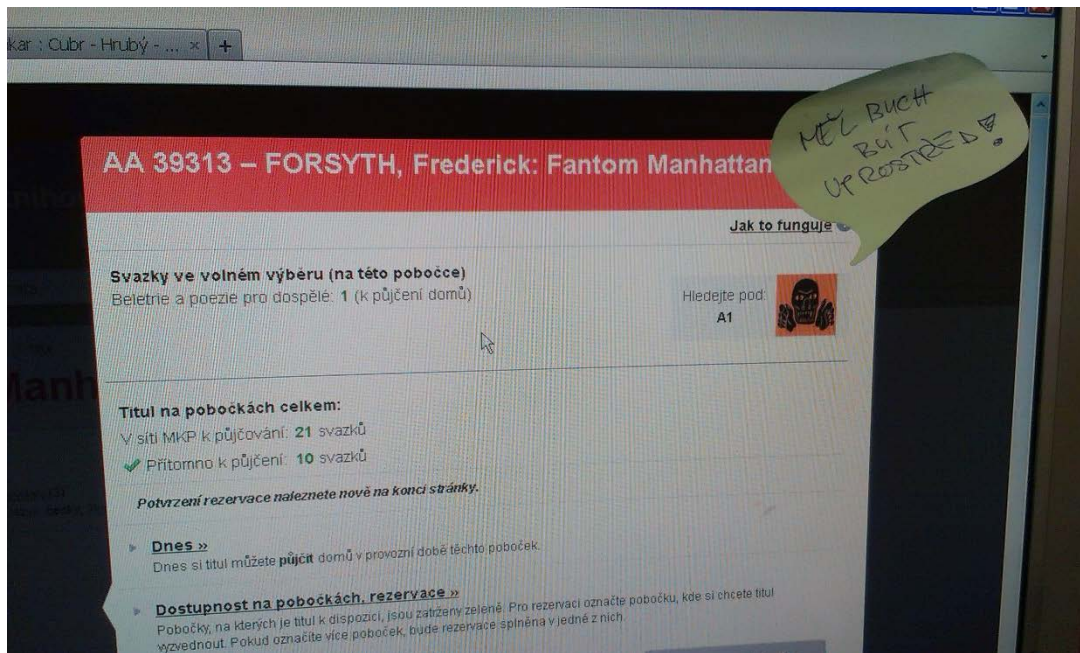 kar : Cubr - Hrubý - ... × +
AA 39313 – FORSYTH, Frederick: Fantom Manhattan
MĚL BUCH
BÝT
UPROSTŘED!
Jak to funguje
Svazky ve volném výběru (na této pobočce)
Beletrie a poezie pro dospělé: 1 (k půjčení domů)
Hledejte pod:
A1
Titul na pobočkách celkem:
V síti MKP k půjčování: 21 svazků
Přítomno k půjčení: 10 svazků
Potvrzení rezervace naleznete nově na konci stránky.
Dnes »
Dnes si titul můžete půjčit domů v provozní době těchto poboček.
Dostupnost na pobočkách, rezervace »
Pobočky, na kterých je titul k dispozici, jsou zatrženy zeleně. Pro rezervaci označte pobočku, kde si chcete titul
vyzvednout. Pokud označíte více poboček, bude rezervace splněna v jedné z nich.